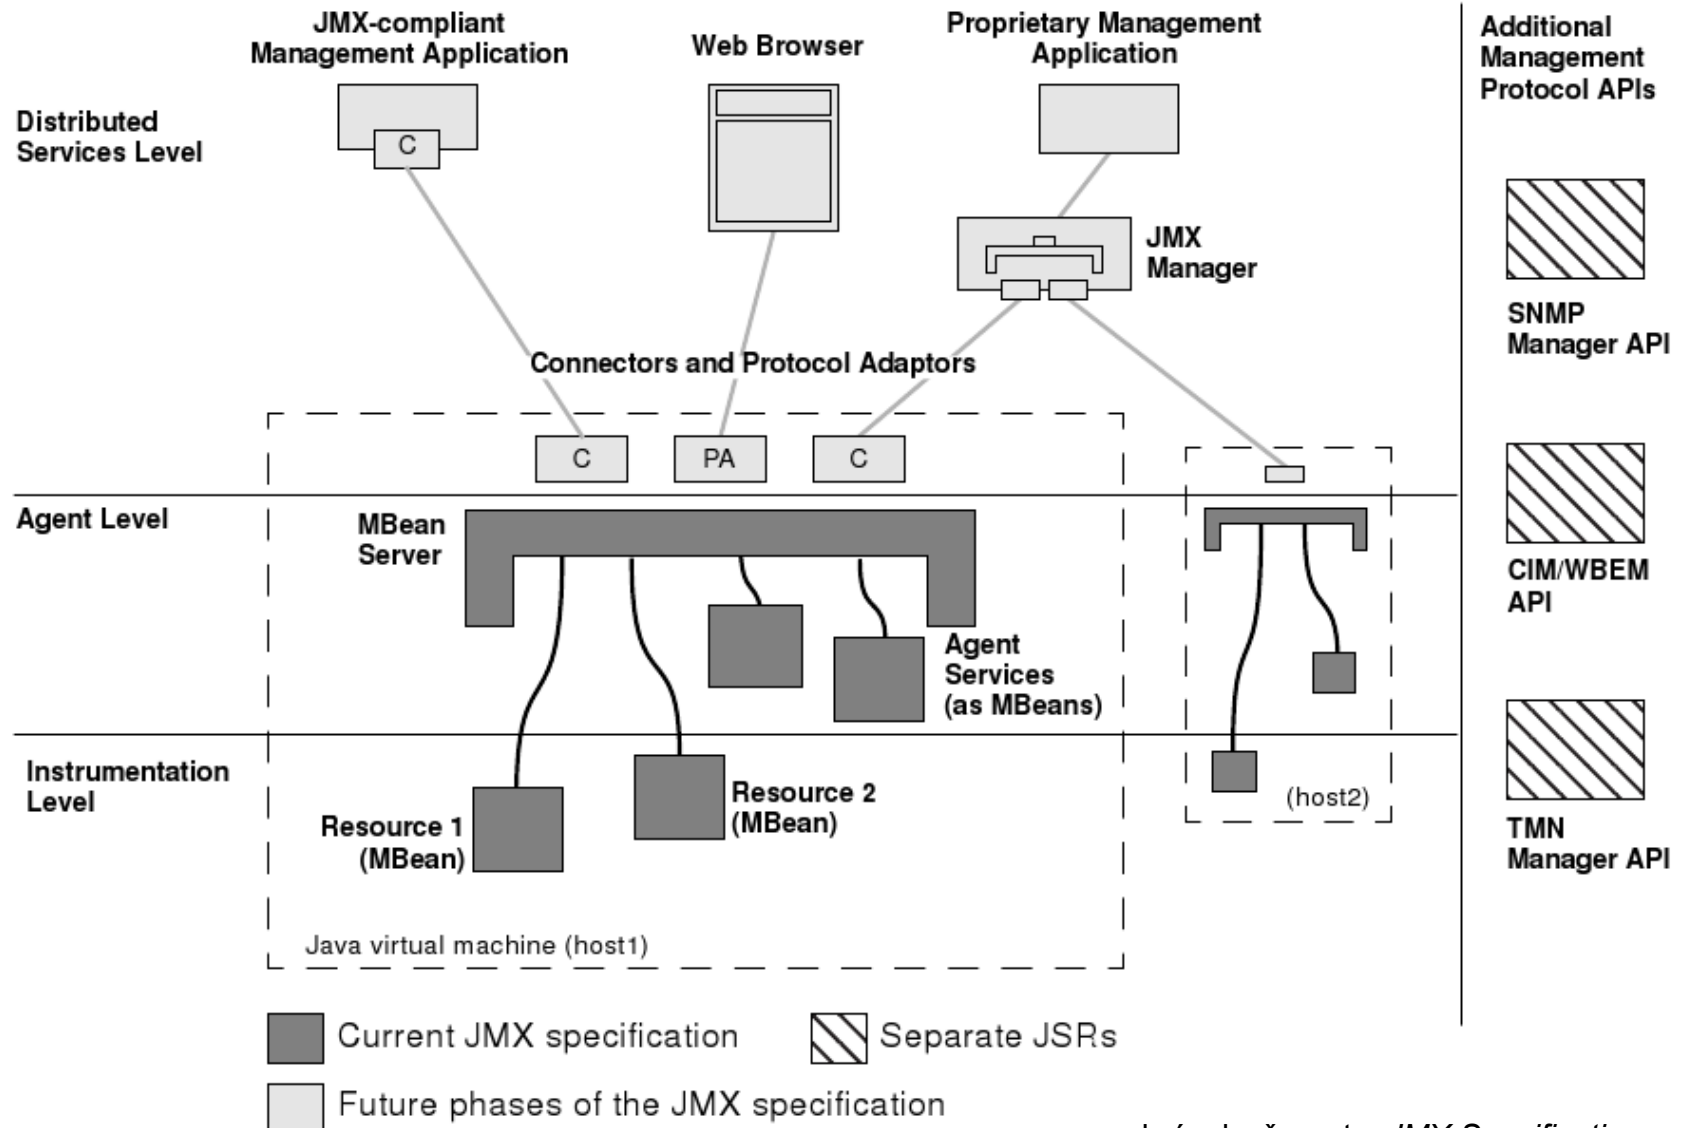 JMX-compliant
Management Application
Web Browser
Proprietary Management
Application
Additional
Management
Protocol APIs
Distributed
Services Level
C
JMX
Manager
SNMP
Manager API
Connectors and Protocol Adaptors
C
PA
C
Agent Level
MBean
Server
CIM/WBEM
API
Agent
Services
(as MBeans)
Instrumentation
Level
Resource 1
(MBean)
Resource 2
(MBean)
(host2)
TMN
Manager API
Java virtual machine (host1)
Current JMX specification
Separate JSRs
Future phases of the JMX specification
JMX